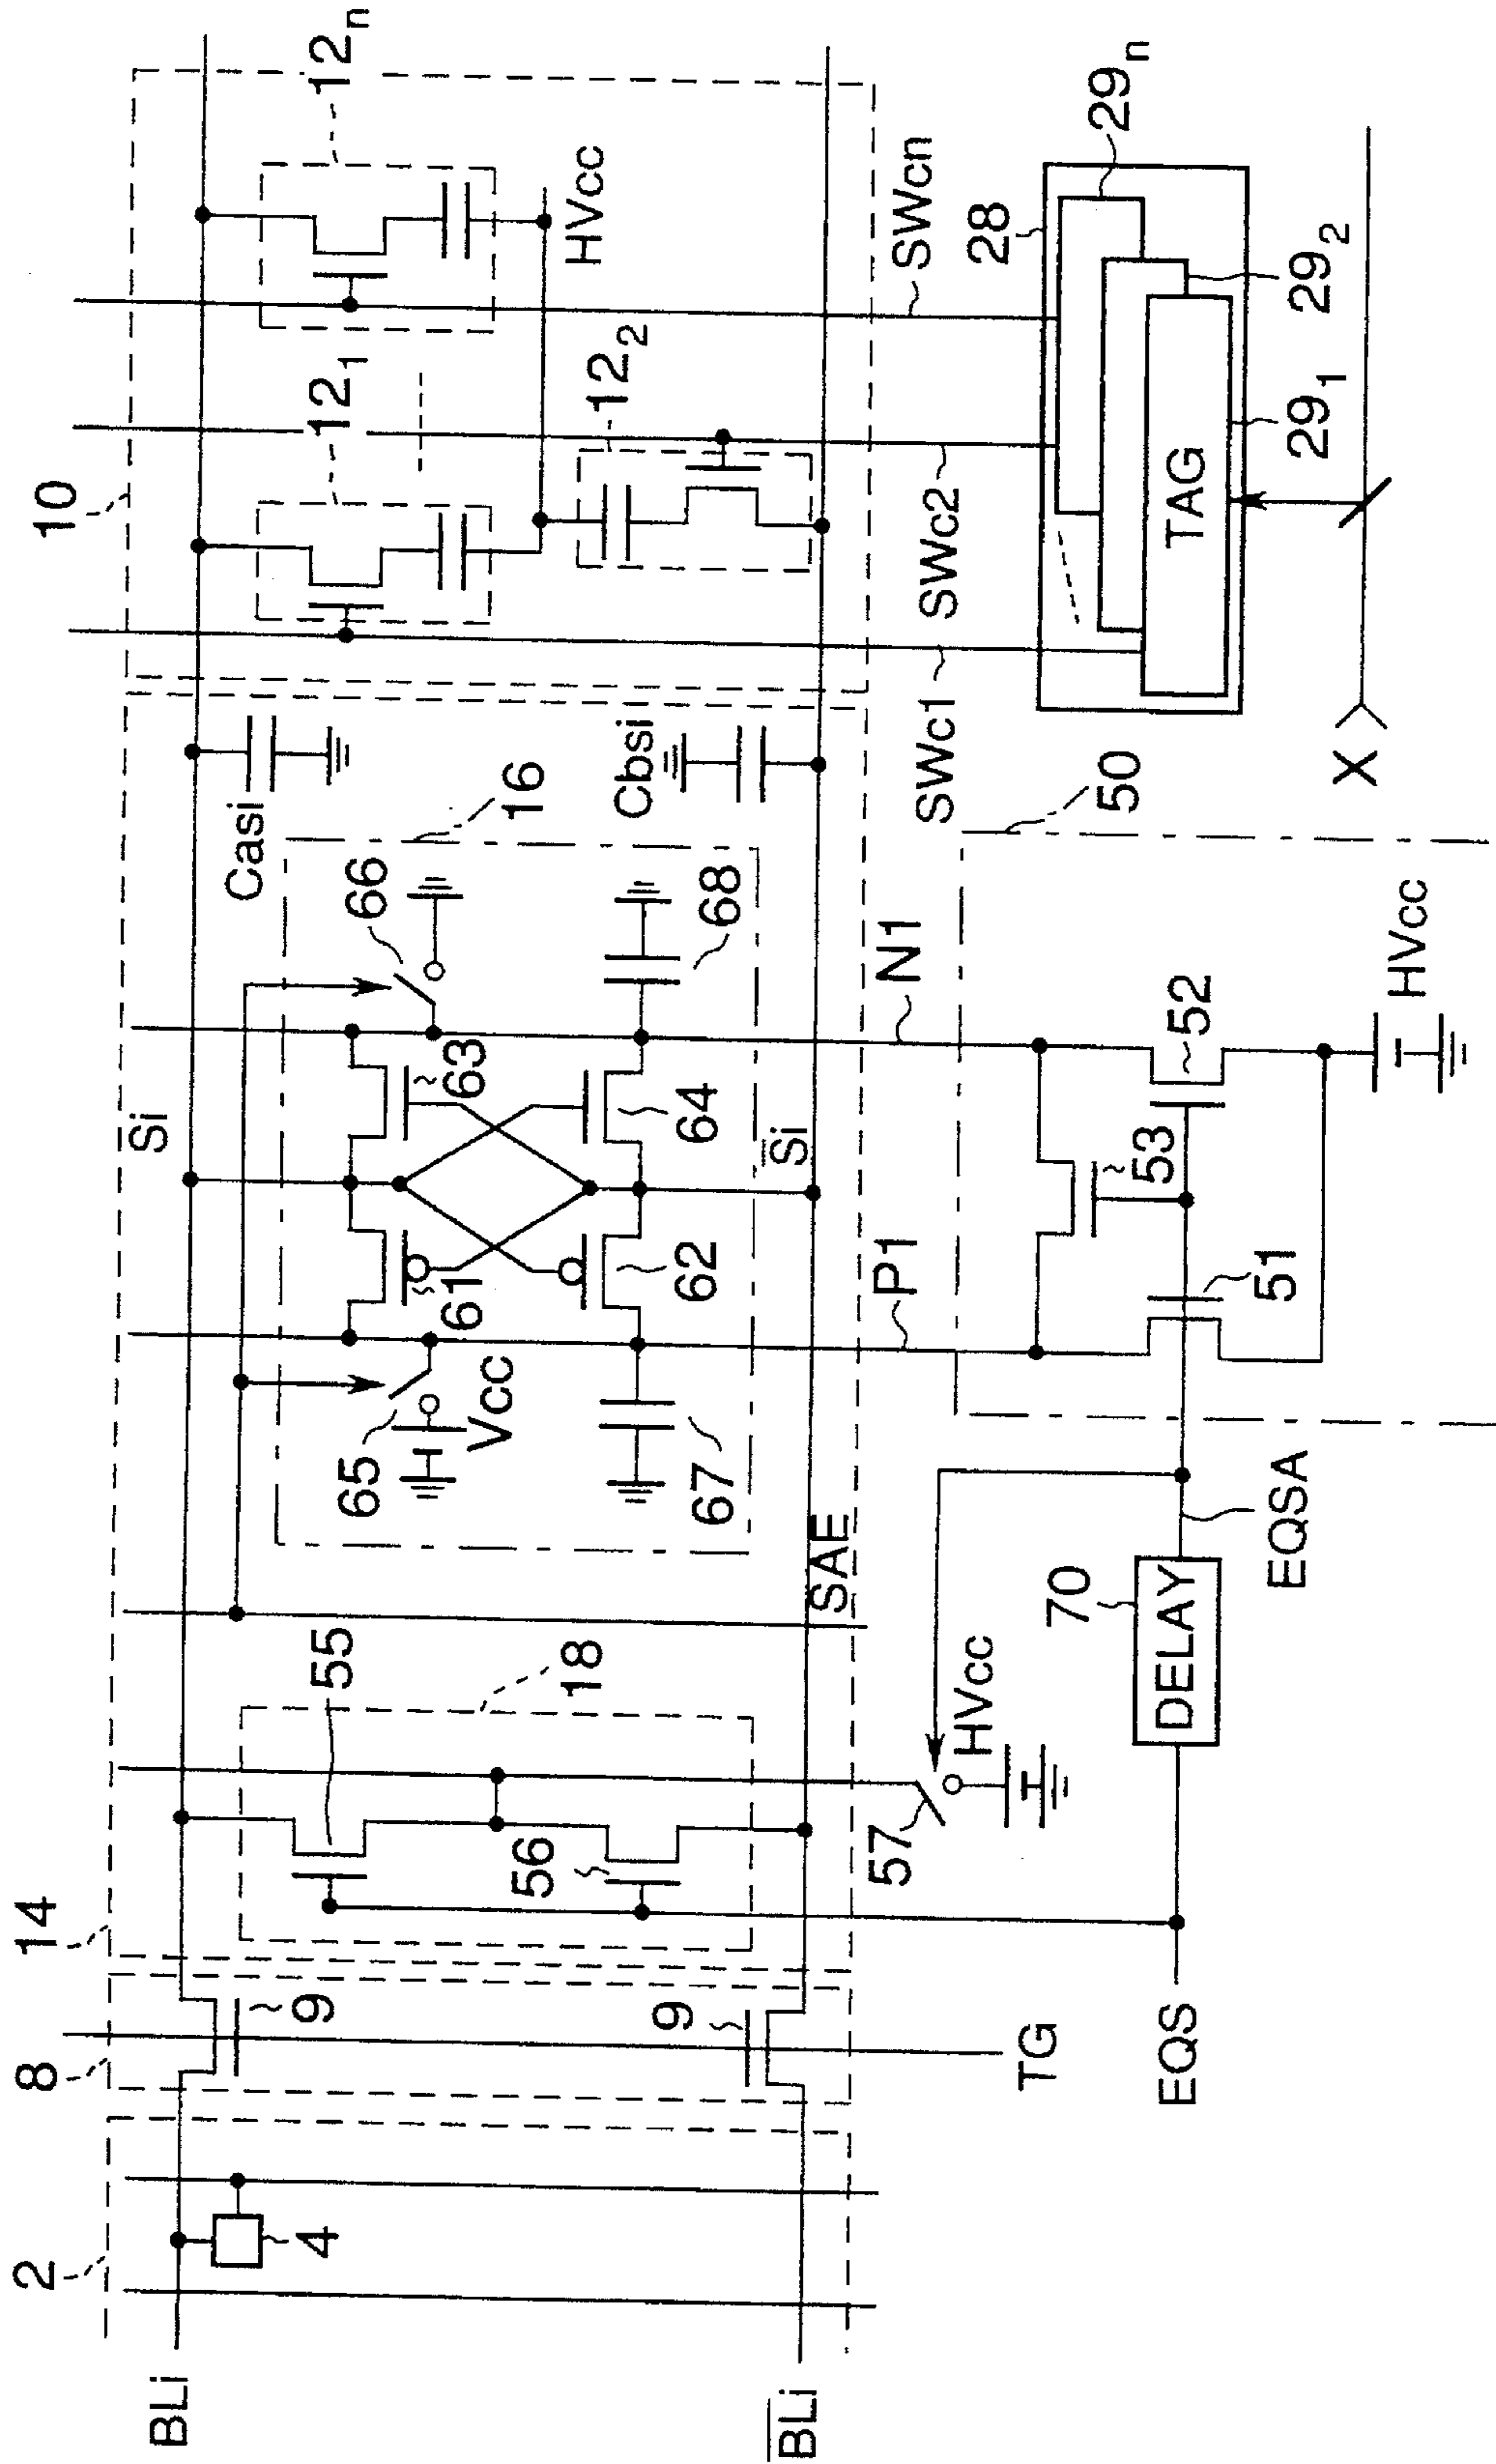 2
8
14
10
BLi
4
9
9
55
56
18
Si
Si
SAE
65
Vcc
61
63
66
16
Casi
Cbsi
62
64
67
68
12₁
12₂
12ₙ
HVcc
BLi
TG
EQS
57
HVcc
70
DELAY
EQSA
P1
N1
51
53
52
HVcc
50
SWc1
SWc2
SWcn
28
29ₙ
29₂
29₁
TAG
X